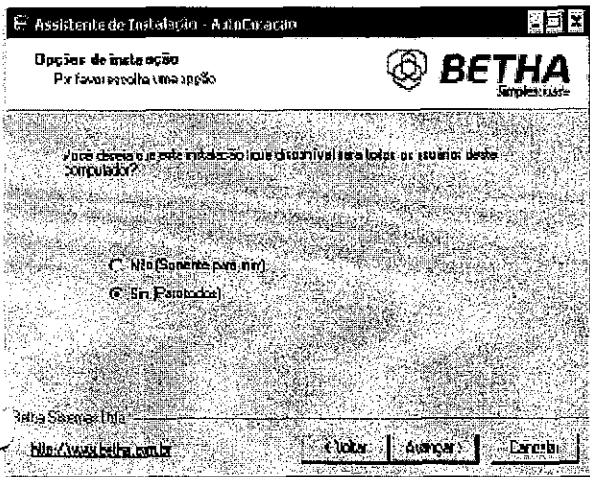 Assistente de Instalação - AutoCotação
Opções de instalação
Por favor escolha uma opção
BETHA
Você deseja que esta instalação fique disponível para todos os usuários deste
computador?
Não (Somente para mim)
Sim (Para todos)
Betha Sistemas Ltda
http://www.betha.com.br
< Voltar
Avançar >
Cancelar